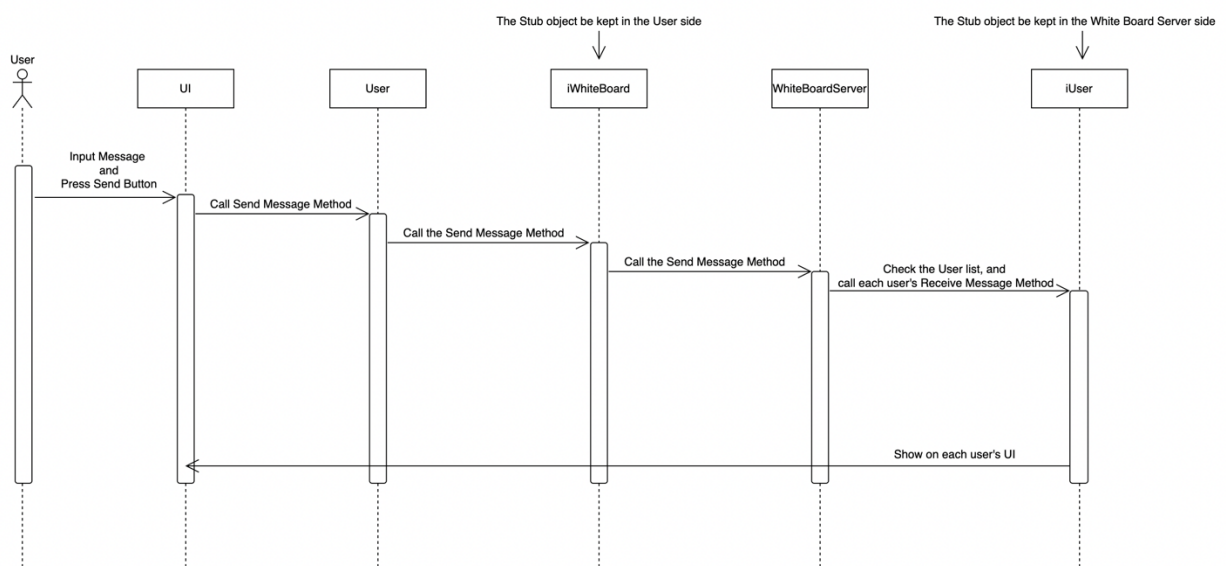 The Stub object be kept in the User side
The Stub object be kept in the White Board Server side
User
UI
User
iWhiteBoard
WhiteBoardServer
iUser
Input Message
and
Press Send Button
Call Send Message Method
Call the Send Message Method
Call the Send Message Method
Check the User list, and
call each user's Receive Message Method
Show on each user's UI